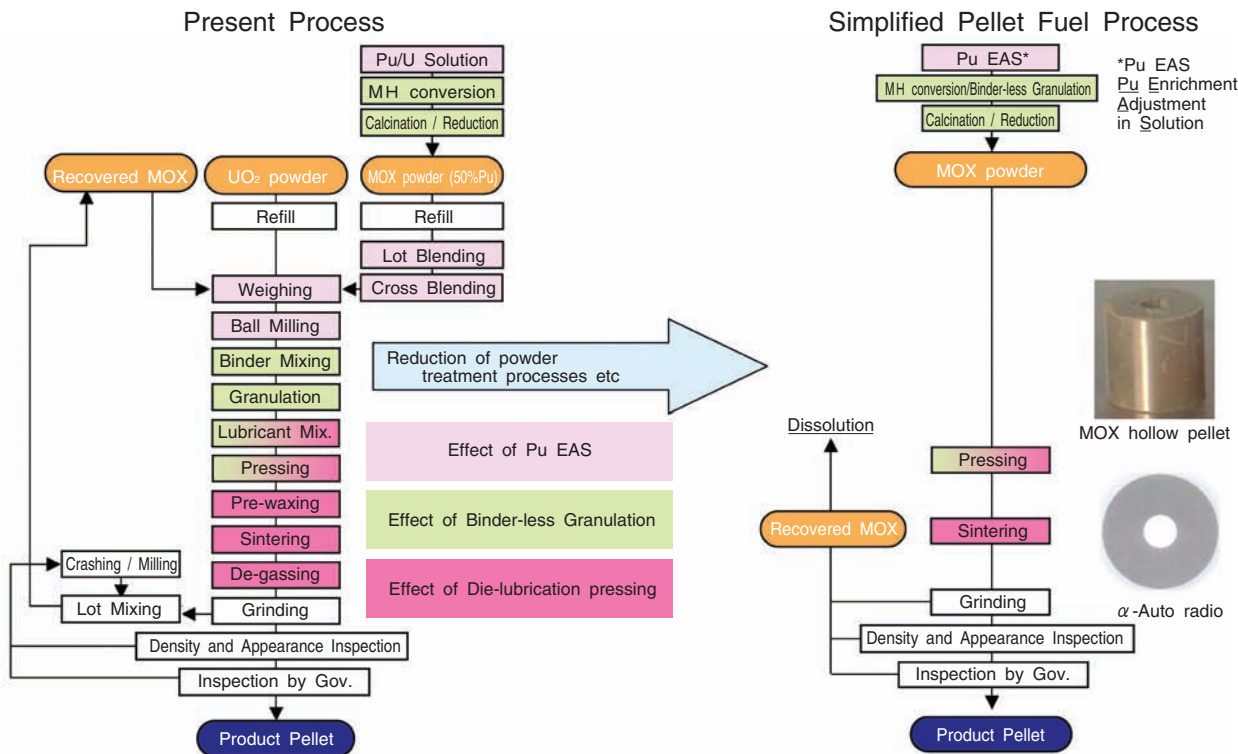 Present Process
Pu/U Solution
MH conversion
Calcination / Reduction
Recovered MOX
UO₂ powder
MOX powder (50%Pu)
Refill
Refill
Lot Blending
Weighing
Cross Blending
Ball Milling
Binder Mixing
Granulation
Lubricant Mix.
Pressing
Pre-waxing
Sintering
De-gassing
Crashing / Milling
Lot Mixing
Grinding
Density and Appearance Inspection
Inspection by Gov.
Product Pellet
Reduction of powder
treatment processes etc
Effect of Pu EAS
Effect of Binder-less Granulation
Effect of Die-lubrication pressing
Simplified Pellet Fuel Process
Pu EAS*
MH conversion/Binder-less Granulation
Calcination / Reduction
MOX powder
*Pu EAS
Pu Enrichment
Adjustment
in Solution
Dissolution
Pressing
Recovered MOX
Sintering
Grinding
Density and Appearance Inspection
Inspection by Gov.
Product Pellet
MOX hollow pellet
α-Auto radio